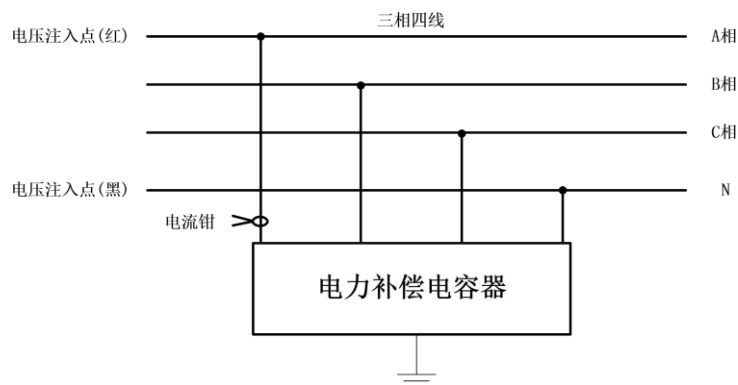 三相四线
电压注入点(红)
A相
B相
C相
电压注入点(黑)
N
电流钳
电力补偿电容器